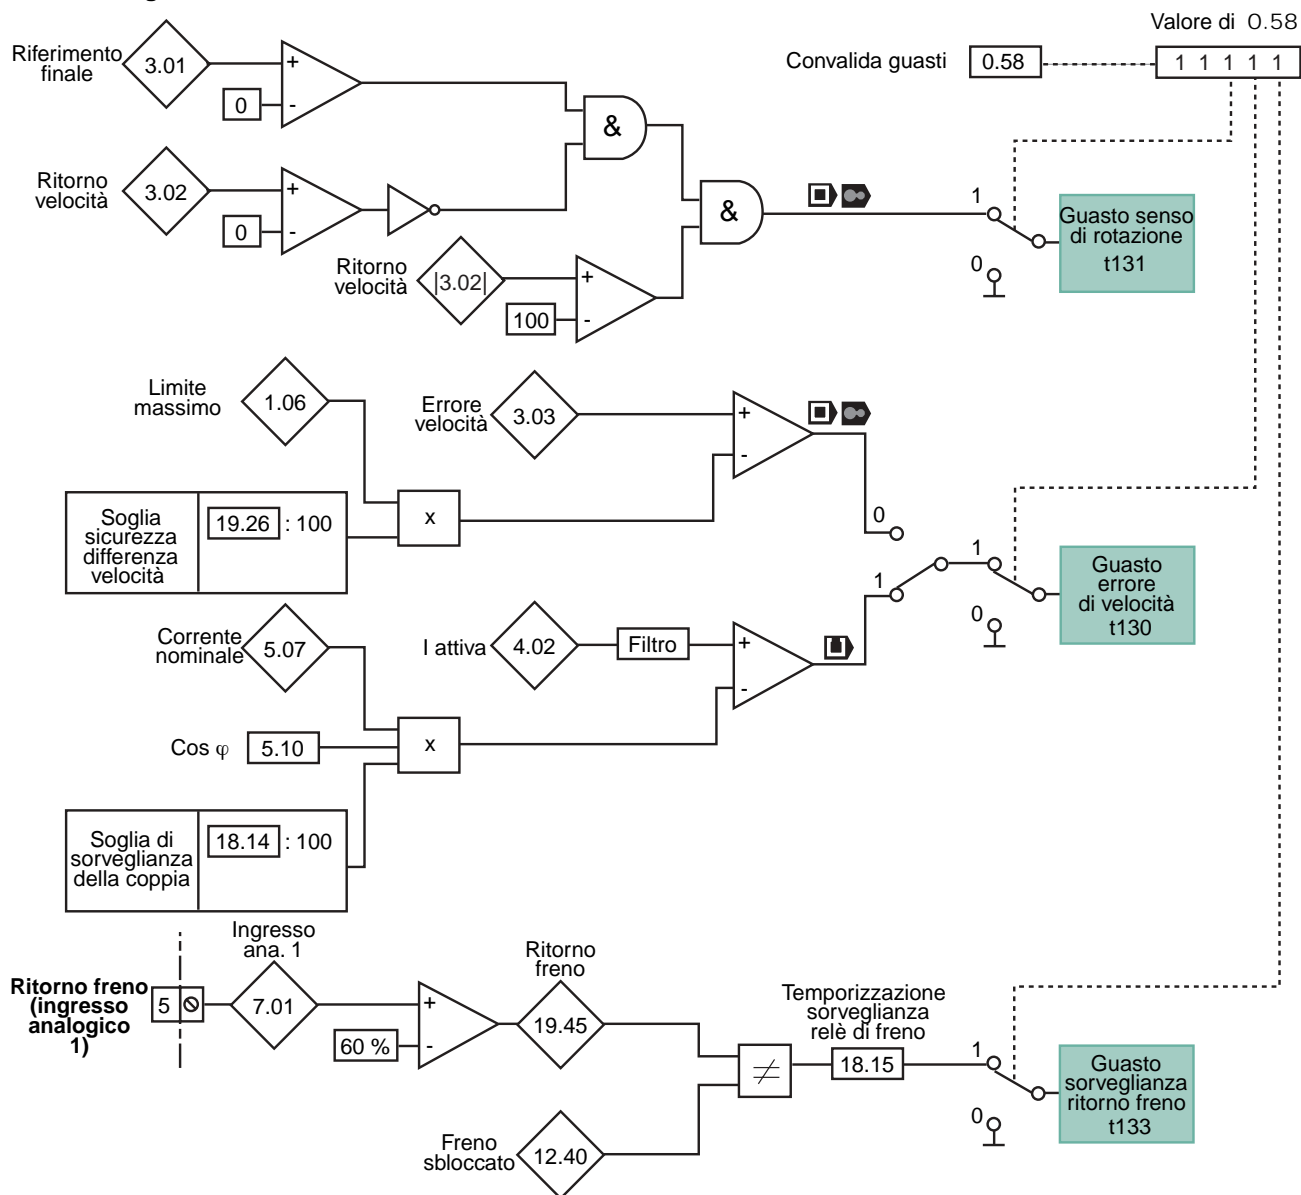 Valore di 0.58
Riferimento
finale
3.01
+
0
-
&
Convalida guasti
0.58
1 1 1 1 1
Ritorno
velocità
3.02
+
0
-
&
1
0
Guasto senso
di rotazione
t131
Ritorno
velocità
|3.02|
+
100
-
Limite
massimo
1.06
Errore
velocità
3.03
+
-
Soglia
sicurezza
differenza
velocità
19.26 : 100
x
0
1
1
0
Guasto
errore
di velocità
t130
Corrente
nominale
5.07
I attiva
4.02
Filtro
+
-
Cos φ
5.10
x
Soglia di
sorveglianza
della coppia
18.14 : 100
Ritorno freno
(ingresso
analogico
1)
5
Ingresso
ana. 1
7.01
+
60 %
-
Ritorno
freno
19.45
≠
Temporizzazione
sorveglianza
relè di freno
18.15
1
0
Guasto
sorveglianza
ritorno freno
t133
Freno
sbloccato
12.40